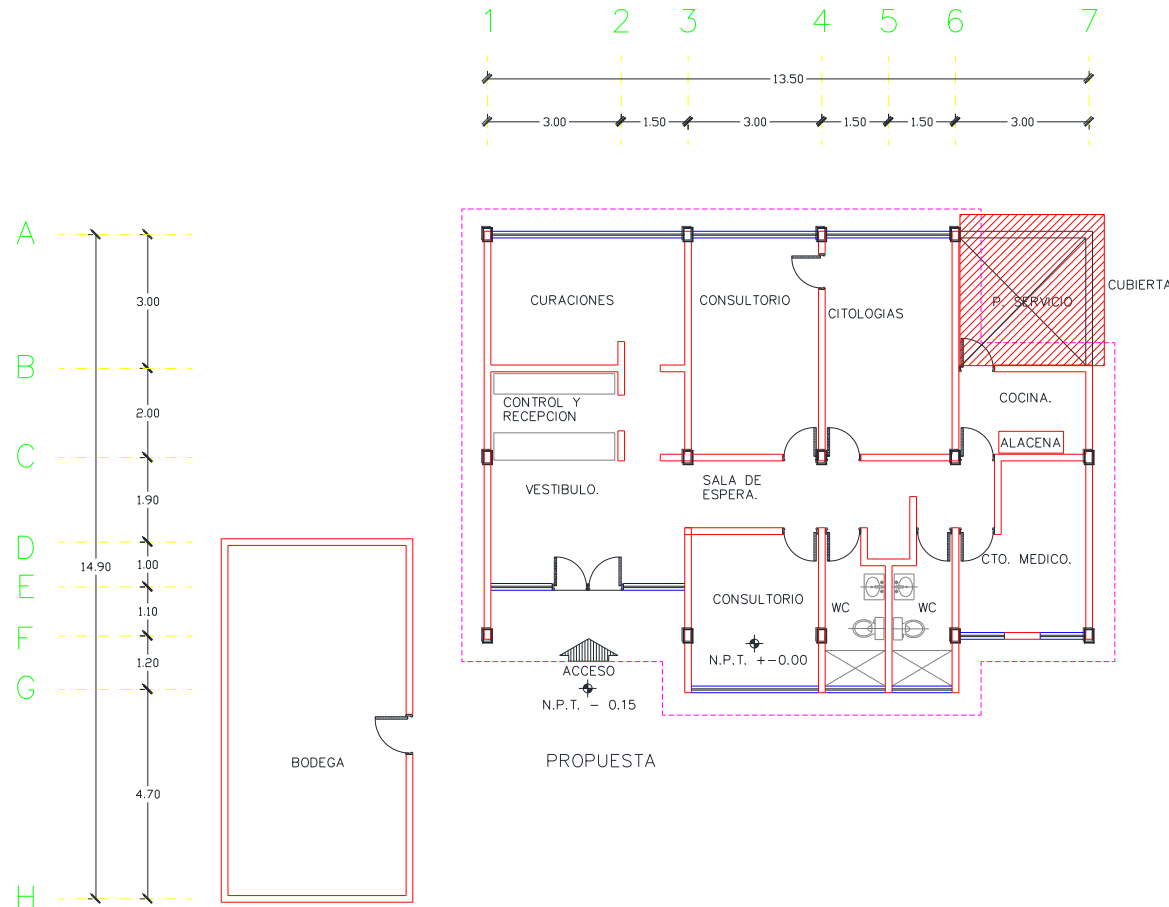 1 2 3 4 5 6 7
13.50
3.00 1.50 3.00 1.50 1.50 3.00
A
B
C
D
E
F
G
H
3.00
2.00
1.90
1.00
1.10
1.20
4.70
14.90
CURACIONES
CONSULTORIO
CITOLOGIAS
P. SERVICIO
CUBIERTA
CONTROL Y
RECEPCION
COCINA.
ALACENA
VESTIBULO.
SALA DE
ESPERA.
CTO. MEDICO.
CONSULTORIO
WC
WC
N.P.T. +-0.00
ACCESO
N.P.T. - 0.15
PROPUESTA
BODEGA